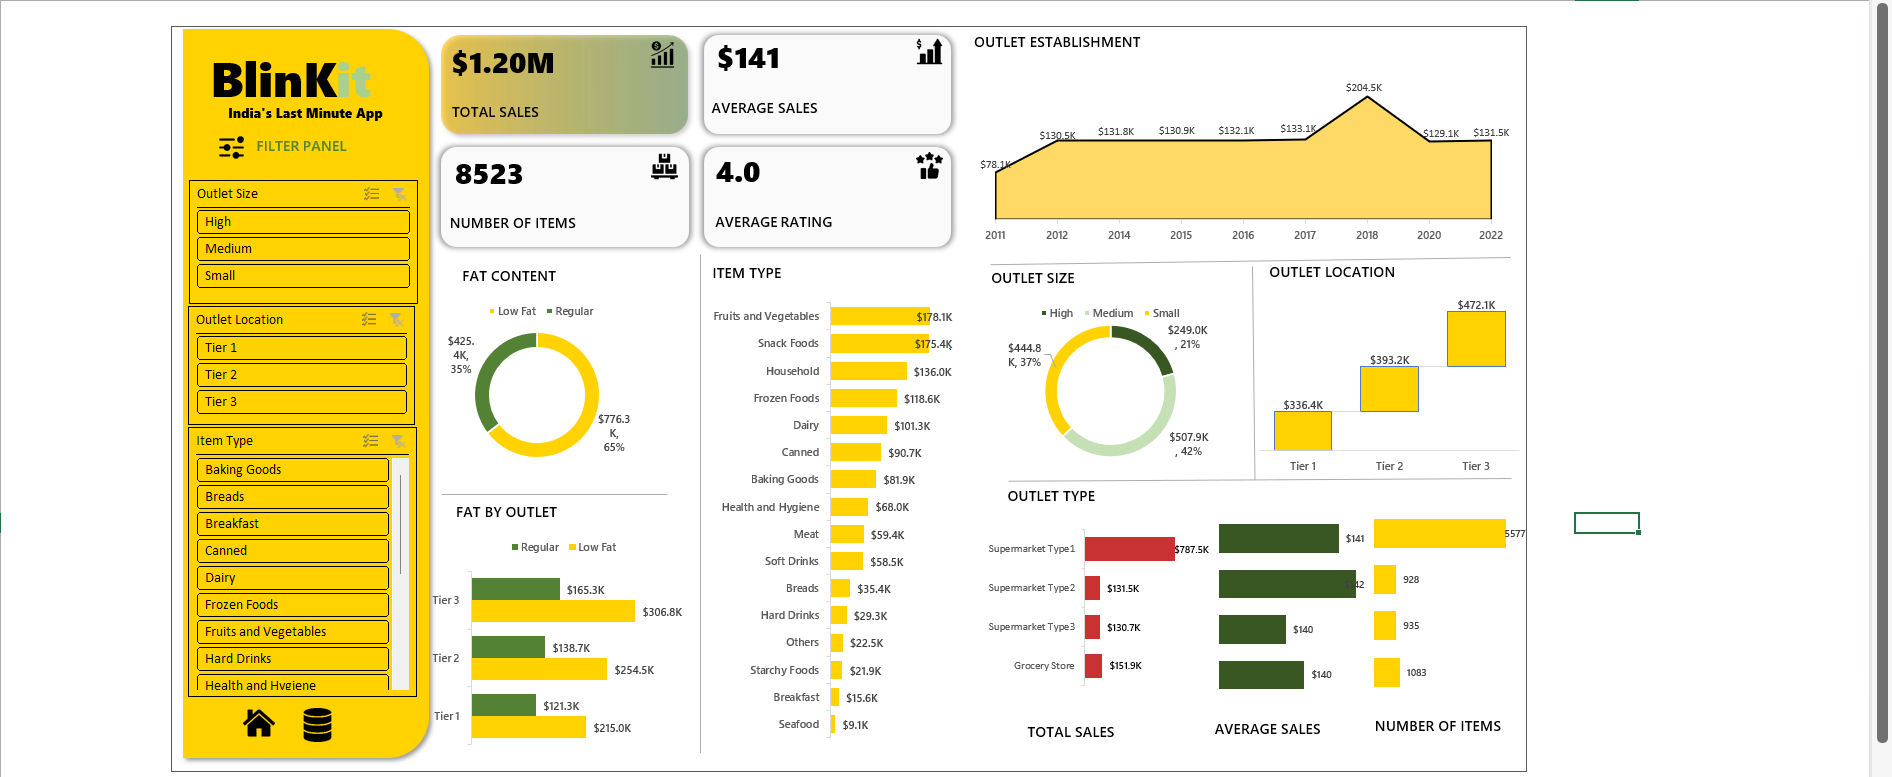 BlinKit
India's Last Minute App
FILTER PANEL
Outlet Size
High
Medium
Small
Outlet Location
Tier 1
Tier 2
Tier 3
Item Type
Baking Goods
Breads
Breakfast
Canned
Dairy
Frozen Foods
Fruits and Vegetables
Hard Drinks
Health and Hygiene
$1.20M
TOTAL SALES
$141
AVERAGE SALES
8523
NUMBER OF ITEMS
4.0
AVERAGE RATING
OUTLET ESTABLISHMENT
$78.1K
$130.5K
$131.8K
$130.9K
$132.1K
$133.1K
$204.5K
$129.1K
$131.5K
2011
2012
2014
2015
2016
2017
2018
2020
2022
FAT CONTENT
Low Fat
Regular
$425.
4K,
35%
$776.3
K,
65%
FAT BY OUTLET
Regular
Low Fat
Tier 3
$165.3K
$306.8K
Tier 2
$138.7K
$254.5K
Tier 1
$121.3K
$215.0K
ITEM TYPE
Fruits and Vegetables $178.1K
Snack Foods $175.4K
Household $136.0K
Frozen Foods $118.6K
Dairy $101.3K
Canned $90.7K
Baking Goods $81.9K
Health and Hygiene $68.0K
Meat $59.4K
Soft Drinks $58.5K
Breads $35.4K
Hard Drinks $29.3K
Others $22.5K
Starchy Foods $21.9K
Breakfast $15.6K
Seafood $9.1K
OUTLET SIZE
High
Medium
Small
$249.0K
, 21%
$444.8
K, 37%
$507.9K
, 42%
OUTLET LOCATION
$336.4K
$393.2K
$472.1K
Tier 1
Tier 2
Tier 3
OUTLET TYPE
Supermarket Type1 $787.5K
Supermarket Type2 $131.5K
Supermarket Type3 $130.7K
Grocery Store $151.9K
TOTAL SALES
$141
$142
$140
$140
AVERAGE SALES
5577
928
935
1083
NUMBER OF ITEMS